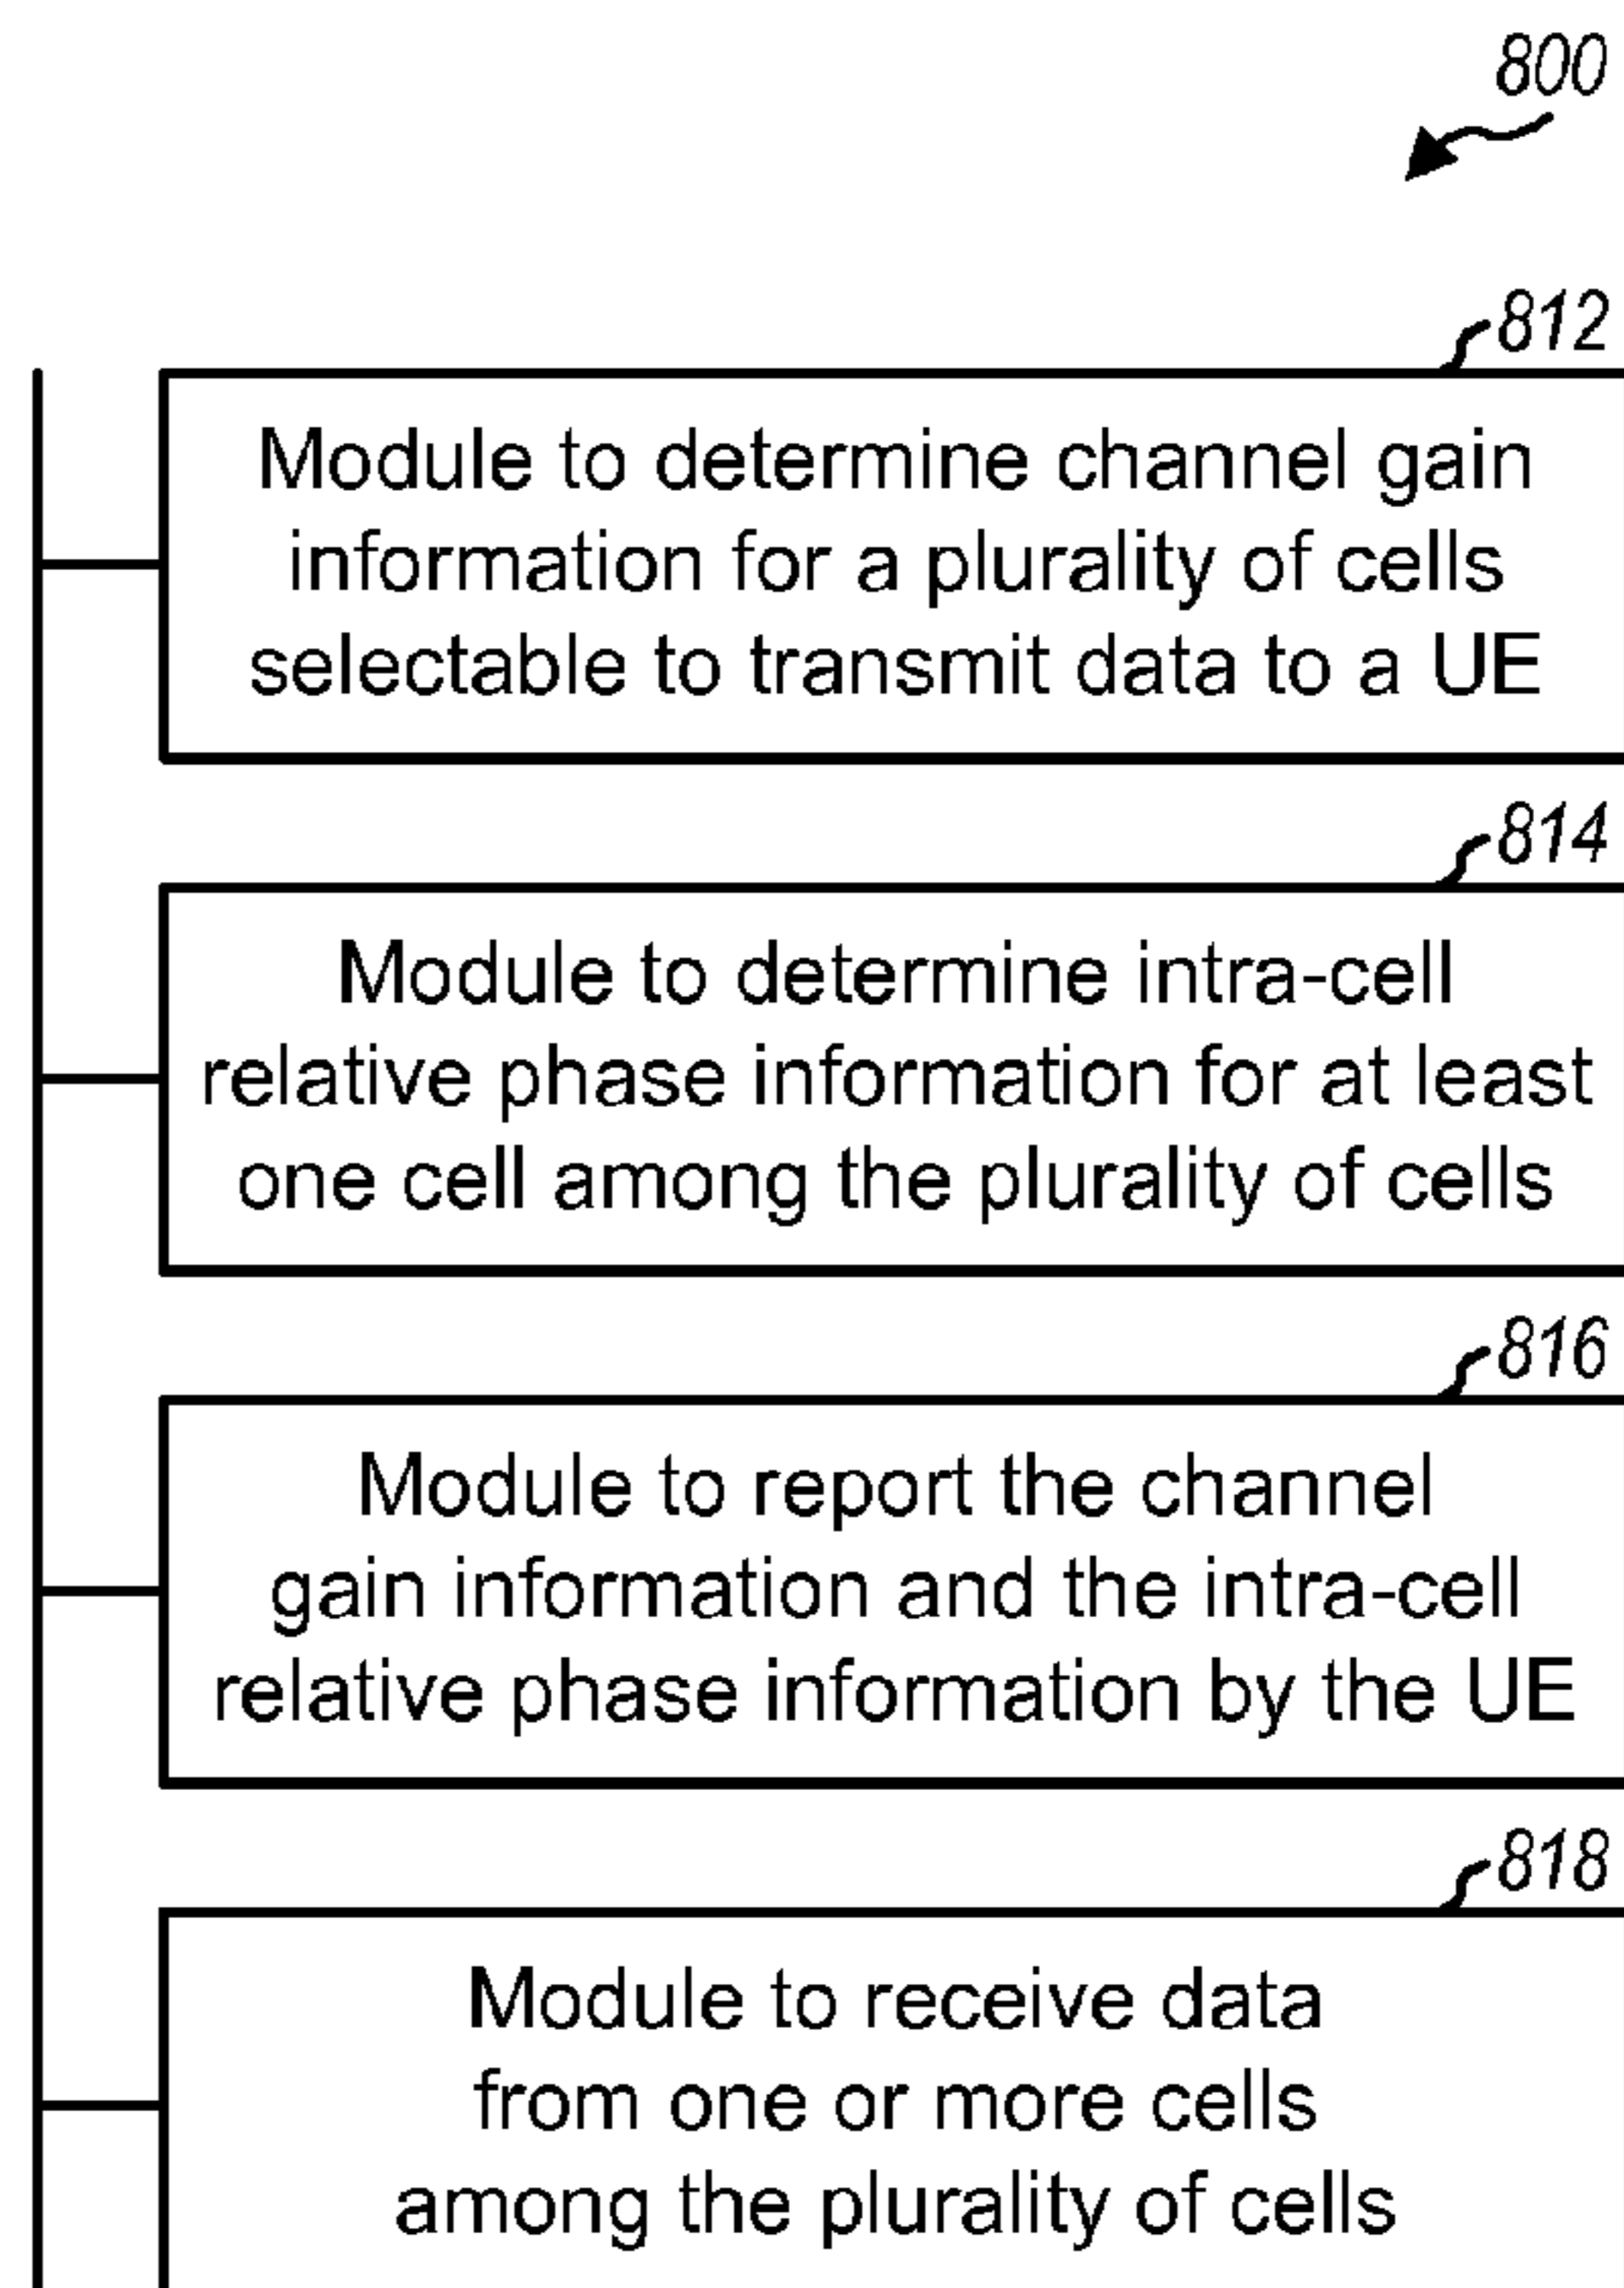 800
812
Module to determine channel gain
information for a plurality of cells
selectable to transmit data to a UE
814
Module to determine intra-cell
relative phase information for at least
one cell among the plurality of cells
816
Module to report the channel
gain information and the intra-cell
relative phase information by the UE
818
Module to receive data
from one or more cells
among the plurality of cells